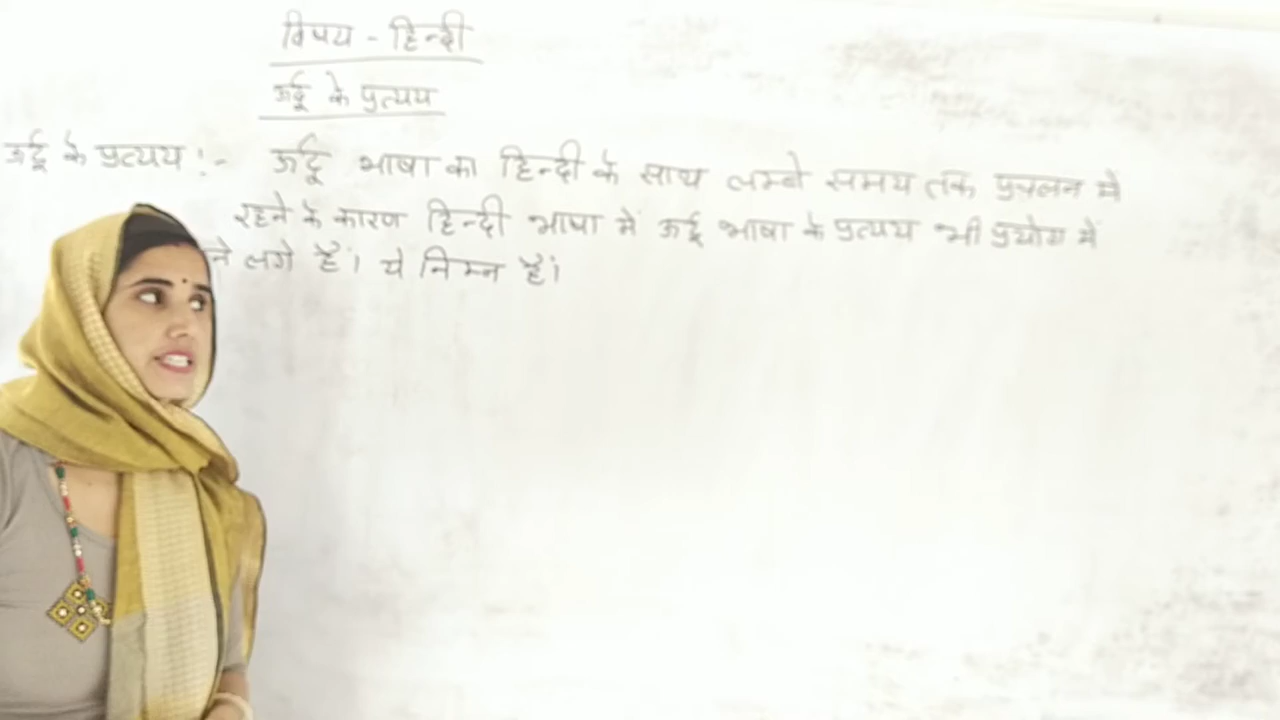 विषय - हिन्दी
उर्दू के प्रत्यय
उर्दू के प्रत्यय :- उर्दू भाषा का हिन्दी के साथ लम्बे समय तक प्रचलन में
रहने के कारण हिन्दी भाषा में उर्दू भाषा के प्रत्यय भी प्रयोग में
ने लगे हैं। ये निम्न हैं।